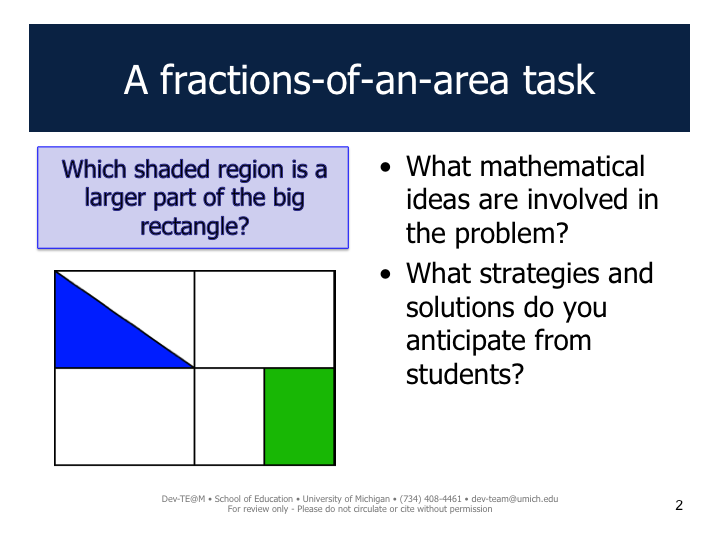 A fractions-of-an-area task
Which shaded region is a
larger part of the big
rectangle?
• What mathematical
ideas are involved in
the problem?
• What strategies and
solutions do you
anticipate from
students?
Dev-TE@M • School of Education • University of Michigan • (734) 408-4461 • dev-team@umich.edu
For review only - Please do not circulate or cite without permission
2